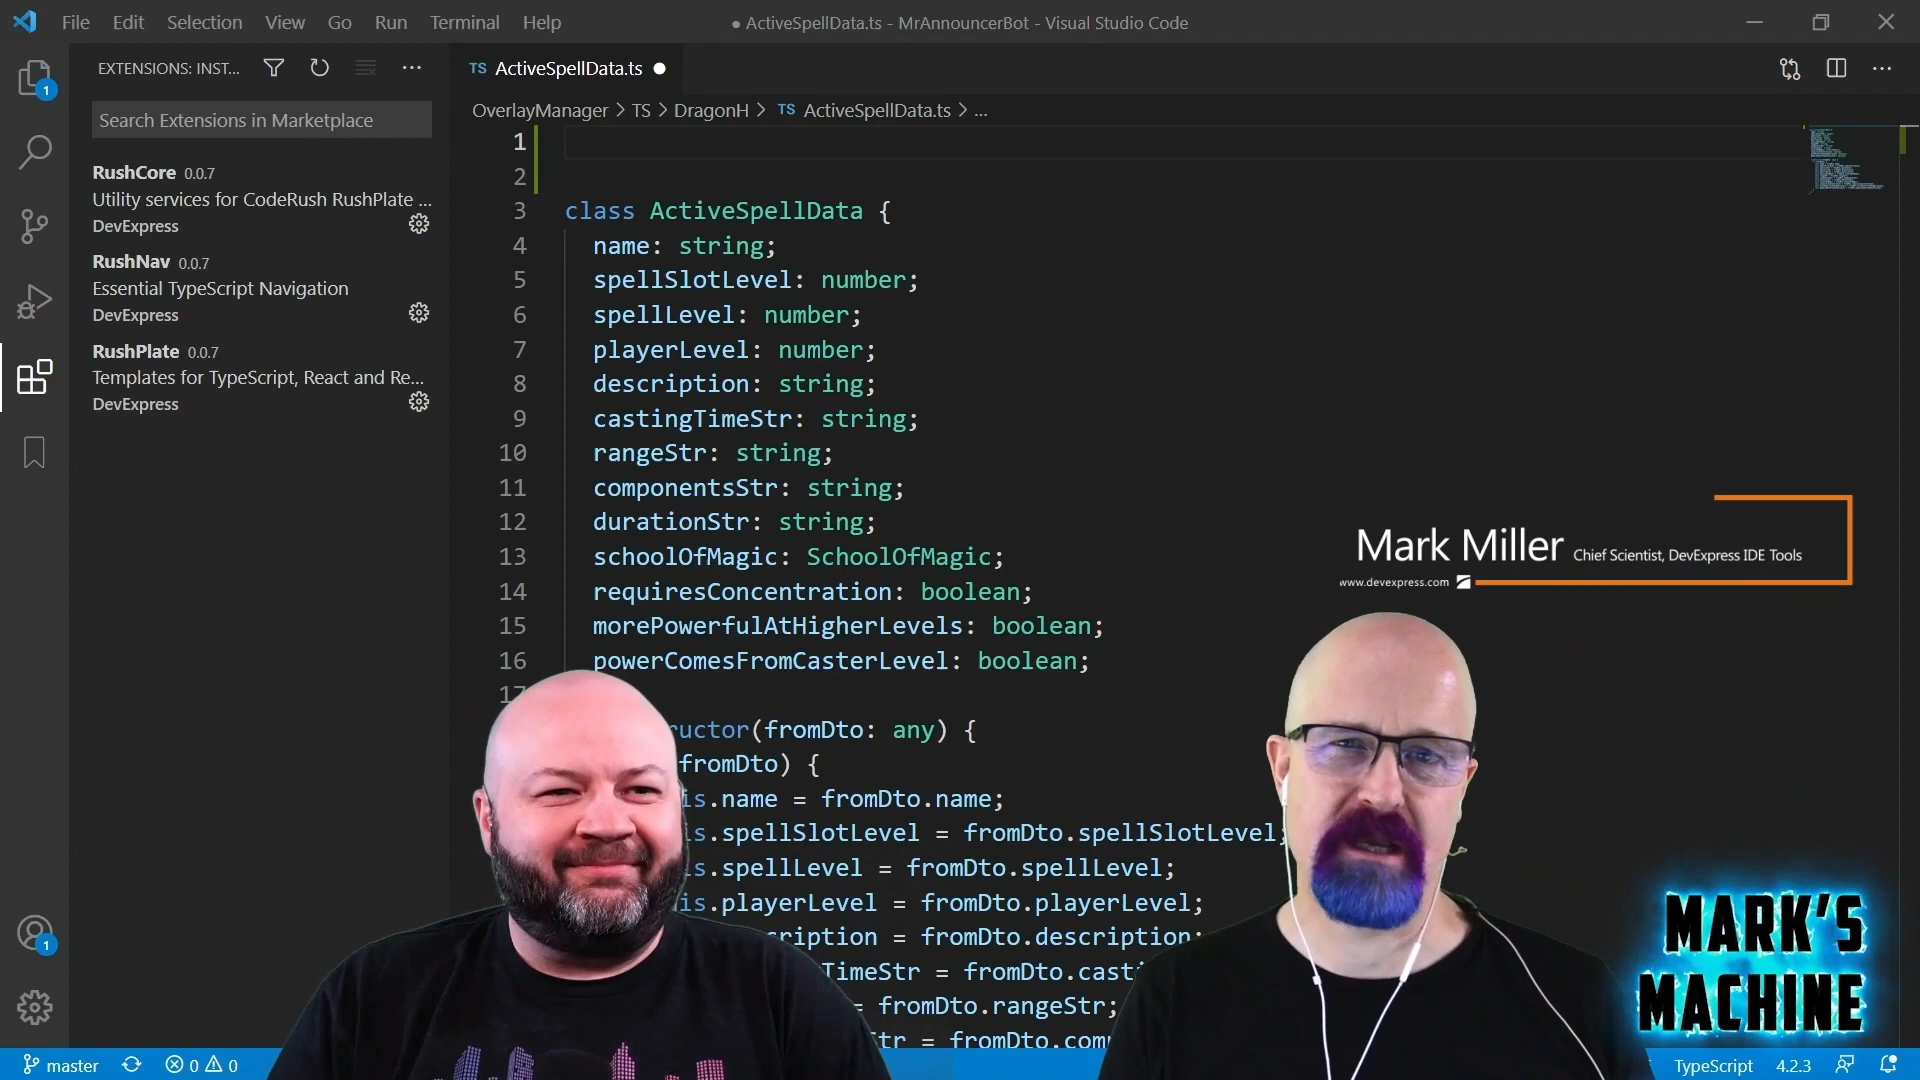 File Edit Selection View Go Run Terminal Help
● ActiveSpellData.ts - MrAnnouncerBot - Visual Studio Code
EXTENSIONS: INST...
TS ActiveSpellData.ts
1
Search Extensions in Marketplace
OverlayManager > TS > DragonH > TS ActiveSpellData.ts > ...
RushCore 0.0.7
Utility services for CodeRush RushPlate ...
DevExpress
RushNav 0.0.7
Essential TypeScript Navigation
DevExpress
RushPlate 0.0.7
Templates for TypeScript, React and Re...
DevExpress
1
2
3 class ActiveSpellData {
4 name: string;
5 spellSlotLevel: number;
6 spellLevel: number;
7 playerLevel: number;
8 description: string;
9 castingTimeStr: string;
10 rangeStr: string;
11 componentsStr: string;
12 durationStr: string;
13 schoolOfMagic: SchoolOfMagic;
14 requiresConcentration: boolean;
15 morePowerfulAtHigherLevels: boolean;
16 powerComesFromCasterLevel: boolean;
17
ructor(fromDto: any) {
fromDto) {
is.name = fromDto.name;
is.spellSlotLevel = fromDto.spellSlotLevel;
is.spellLevel = fromDto.spellLevel;
is.playerLevel = fromDto.playerLevel;
cription = fromDto.description;
TimeStr = fromDto.casti
= fromDto.rangeStr;
tr = fromDto.com
Mark Miller Chief Scientist, DevExpress IDE Tools
www.devexpress.com
MARK'S
MACHINE
1
master 0 0
TypeScript 4.2.3